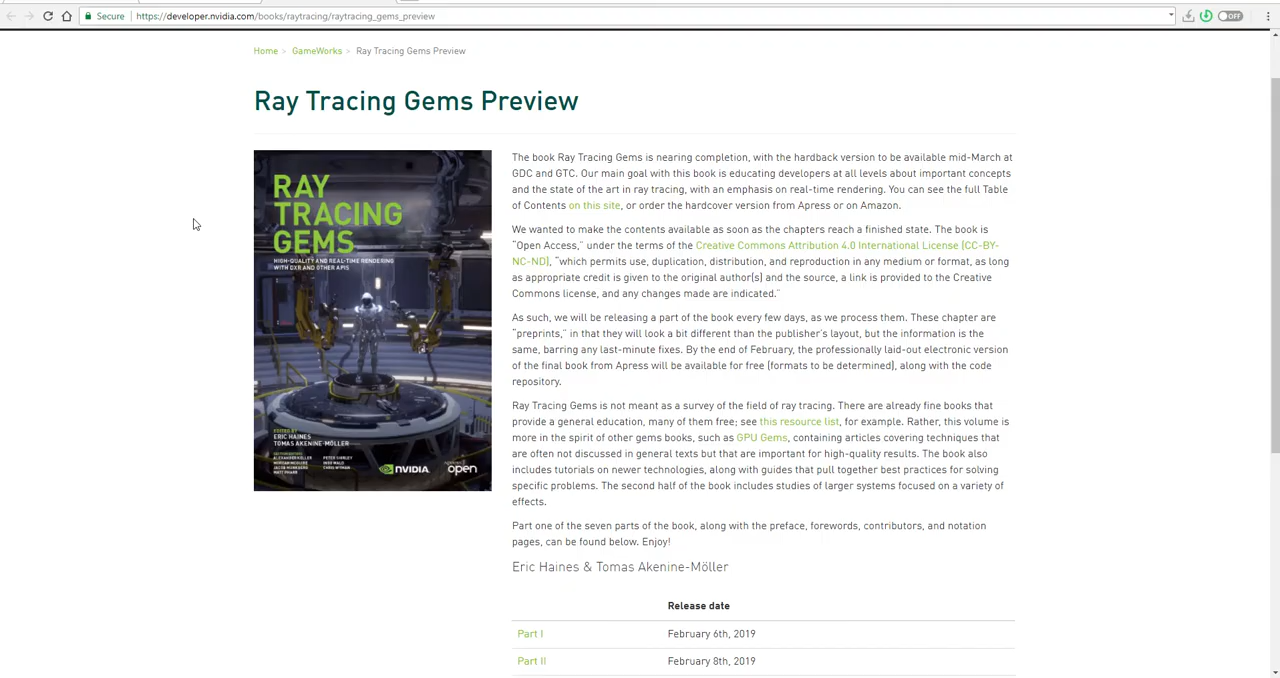 Secure | https://developer.nvidia.com/books/raytracing/raytracing_gems_preview
OFF
Home > GameWorks > Ray Tracing Gems Preview
Ray Tracing Gems Preview
RAY
TRACING
GEMS
HIGH-QUALITY AND REAL-TIME RENDERING
WITH DXR AND OTHER APIS
EDITED BY
ERIC HAINES
TOMAS AKENINE-MÖLLER
SECTION EDITORS
ALEXANDER KELLER
MORGAN MCGUIRE
JACOB MUNKBERG
MATT PHARR
PETER SHIRLEY
INGO WALD
CHRIS WYMAN
NVIDIA.
open
The book Ray Tracing Gems is nearing completion, with the hardback version to be available mid-March at
GDC and GTC. Our main goal with this book is educating developers at all levels about important concepts
and the state of the art in ray tracing, with an emphasis on real-time rendering. You can see the full Table
of Contents on this site, or order the hardcover version from Apress or on Amazon.
We wanted to make the contents available as soon as the chapters reach a finished state. The book is
"Open Access," under the terms of the Creative Commons Attribution 4.0 International License (CC-BY-
NC-ND), "which permits use, duplication, distribution, and reproduction in any medium or format, as long
as appropriate credit is given to the original author(s) and the source, a link is provided to the Creative
Commons license, and any changes made are indicated."
As such, we will be releasing a part of the book every few days, as we process them. These chapter are
"preprints," in that they will look a bit different than the publisher's layout, but the information is the
same, barring any last-minute fixes. By the end of February, the professionally laid-out electronic version
of the final book from Apress will be available for free (formats to be determined), along with the code
repository.
Ray Tracing Gems is not meant as a survey of the field of ray tracing. There are already fine books that
provide a general education, many of them free; see this resource list, for example. Rather, this volume is
more in the spirit of other gems books, such as GPU Gems, containing articles covering techniques that
are often not discussed in general texts but that are important for high-quality results. The book also
includes tutorials on newer technologies, along with guides that pull together best practices for solving
specific problems. The second half of the book includes studies of larger systems focused on a variety of
effects.
Part one of the seven parts of the book, along with the preface, forewords, contributors, and notation
pages, can be found below. Enjoy!
Eric Haines & Tomas Akenine-Möller
Release date
Part I February 6th, 2019
Part II February 8th, 2019